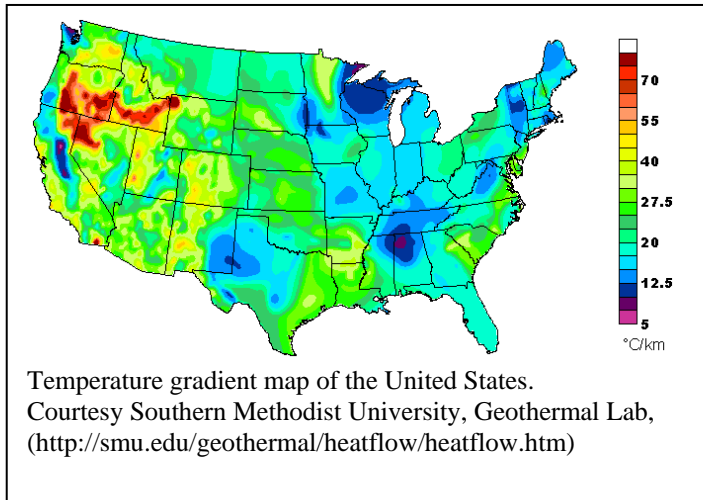 70
55
40
27.5
20
12.5
5
°C/km
Temperature gradient map of the United States.
Courtesy Southern Methodist University, Geothermal Lab,
(http://smu.edu/geothermal/heatflow/heatflow.htm)